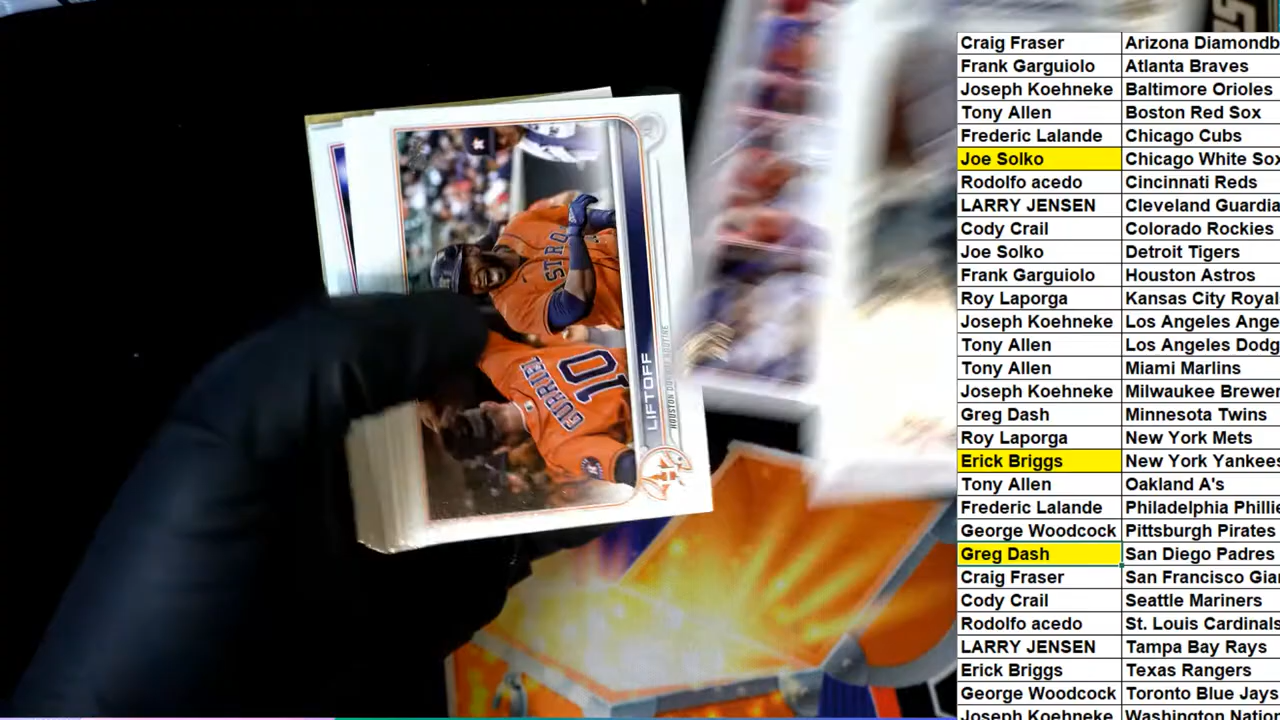 Craig Fraser Arizona Diamondb
Frank Garguiolo Atlanta Braves
Joseph Koehneke Baltimore Orioles
Tony Allen Boston Red Sox
Frederic Lalande Chicago Cubs
Joe Solko Chicago White Sox
Rodolfo acedo Cincinnati Reds
LARRY JENSEN Cleveland Guardia
Cody Crail Colorado Rockies
Joe Solko Detroit Tigers
Frank Garguiolo Houston Astros
Roy Laporga Kansas City Royal
Joseph Koehneke Los Angeles Ange
Tony Allen Los Angeles Dodg
Tony Allen Miami Marlins
Joseph Koehneke Milwaukee Brewer
Greg Dash Minnesota Twins
Roy Laporga New York Mets
Erick Briggs New York Yankees
Tony Allen Oakland A's
Frederic Lalande Philadelphia Phillie
George Woodcock Pittsburgh Pirates
Greg Dash San Diego Padres
Craig Fraser San Francisco Gia
Cody Crail Seattle Mariners
Rodolfo acedo St. Louis Cardinals
LARRY JENSEN Tampa Bay Rays
Erick Briggs Texas Rangers
George Woodcock Toronto Blue Jays
Joseph Koehneke Washington Nation
LIFTOFF
HOUSTON
GURRIEL
10
STRO